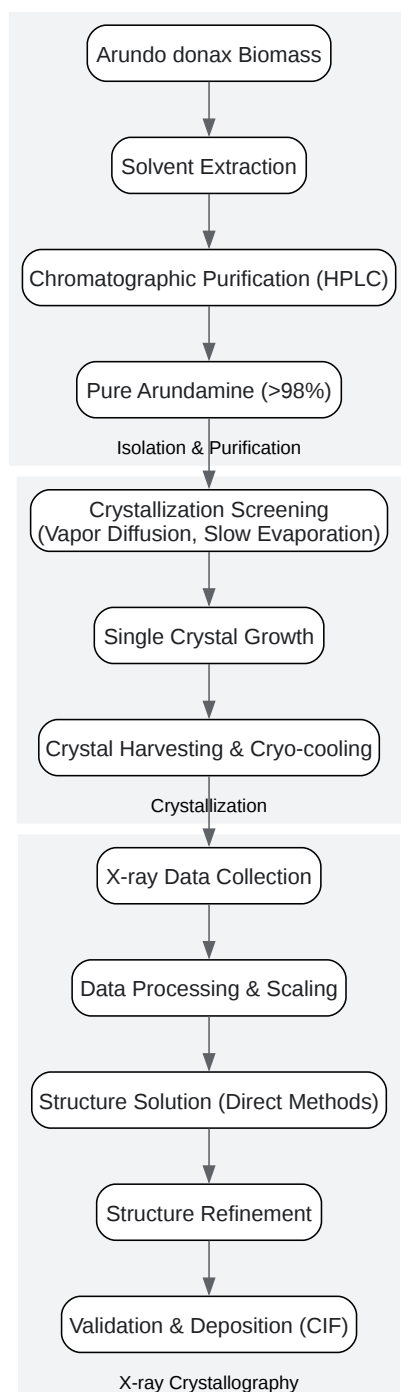 Arundo donax Biomass
Solvent Extraction
Chromatographic Purification (HPLC)
Pure Arundamine (>98%)
Isolation & Purification
Crystallization Screening
(Vapor Diffusion, Slow Evaporation)
Single Crystal Growth
Crystal Harvesting & Cryo-cooling
Crystallization
X-ray Data Collection
Data Processing & Scaling
Structure Solution (Direct Methods)
Structure Refinement
Validation & Deposition (CIF)
X-ray Crystallography